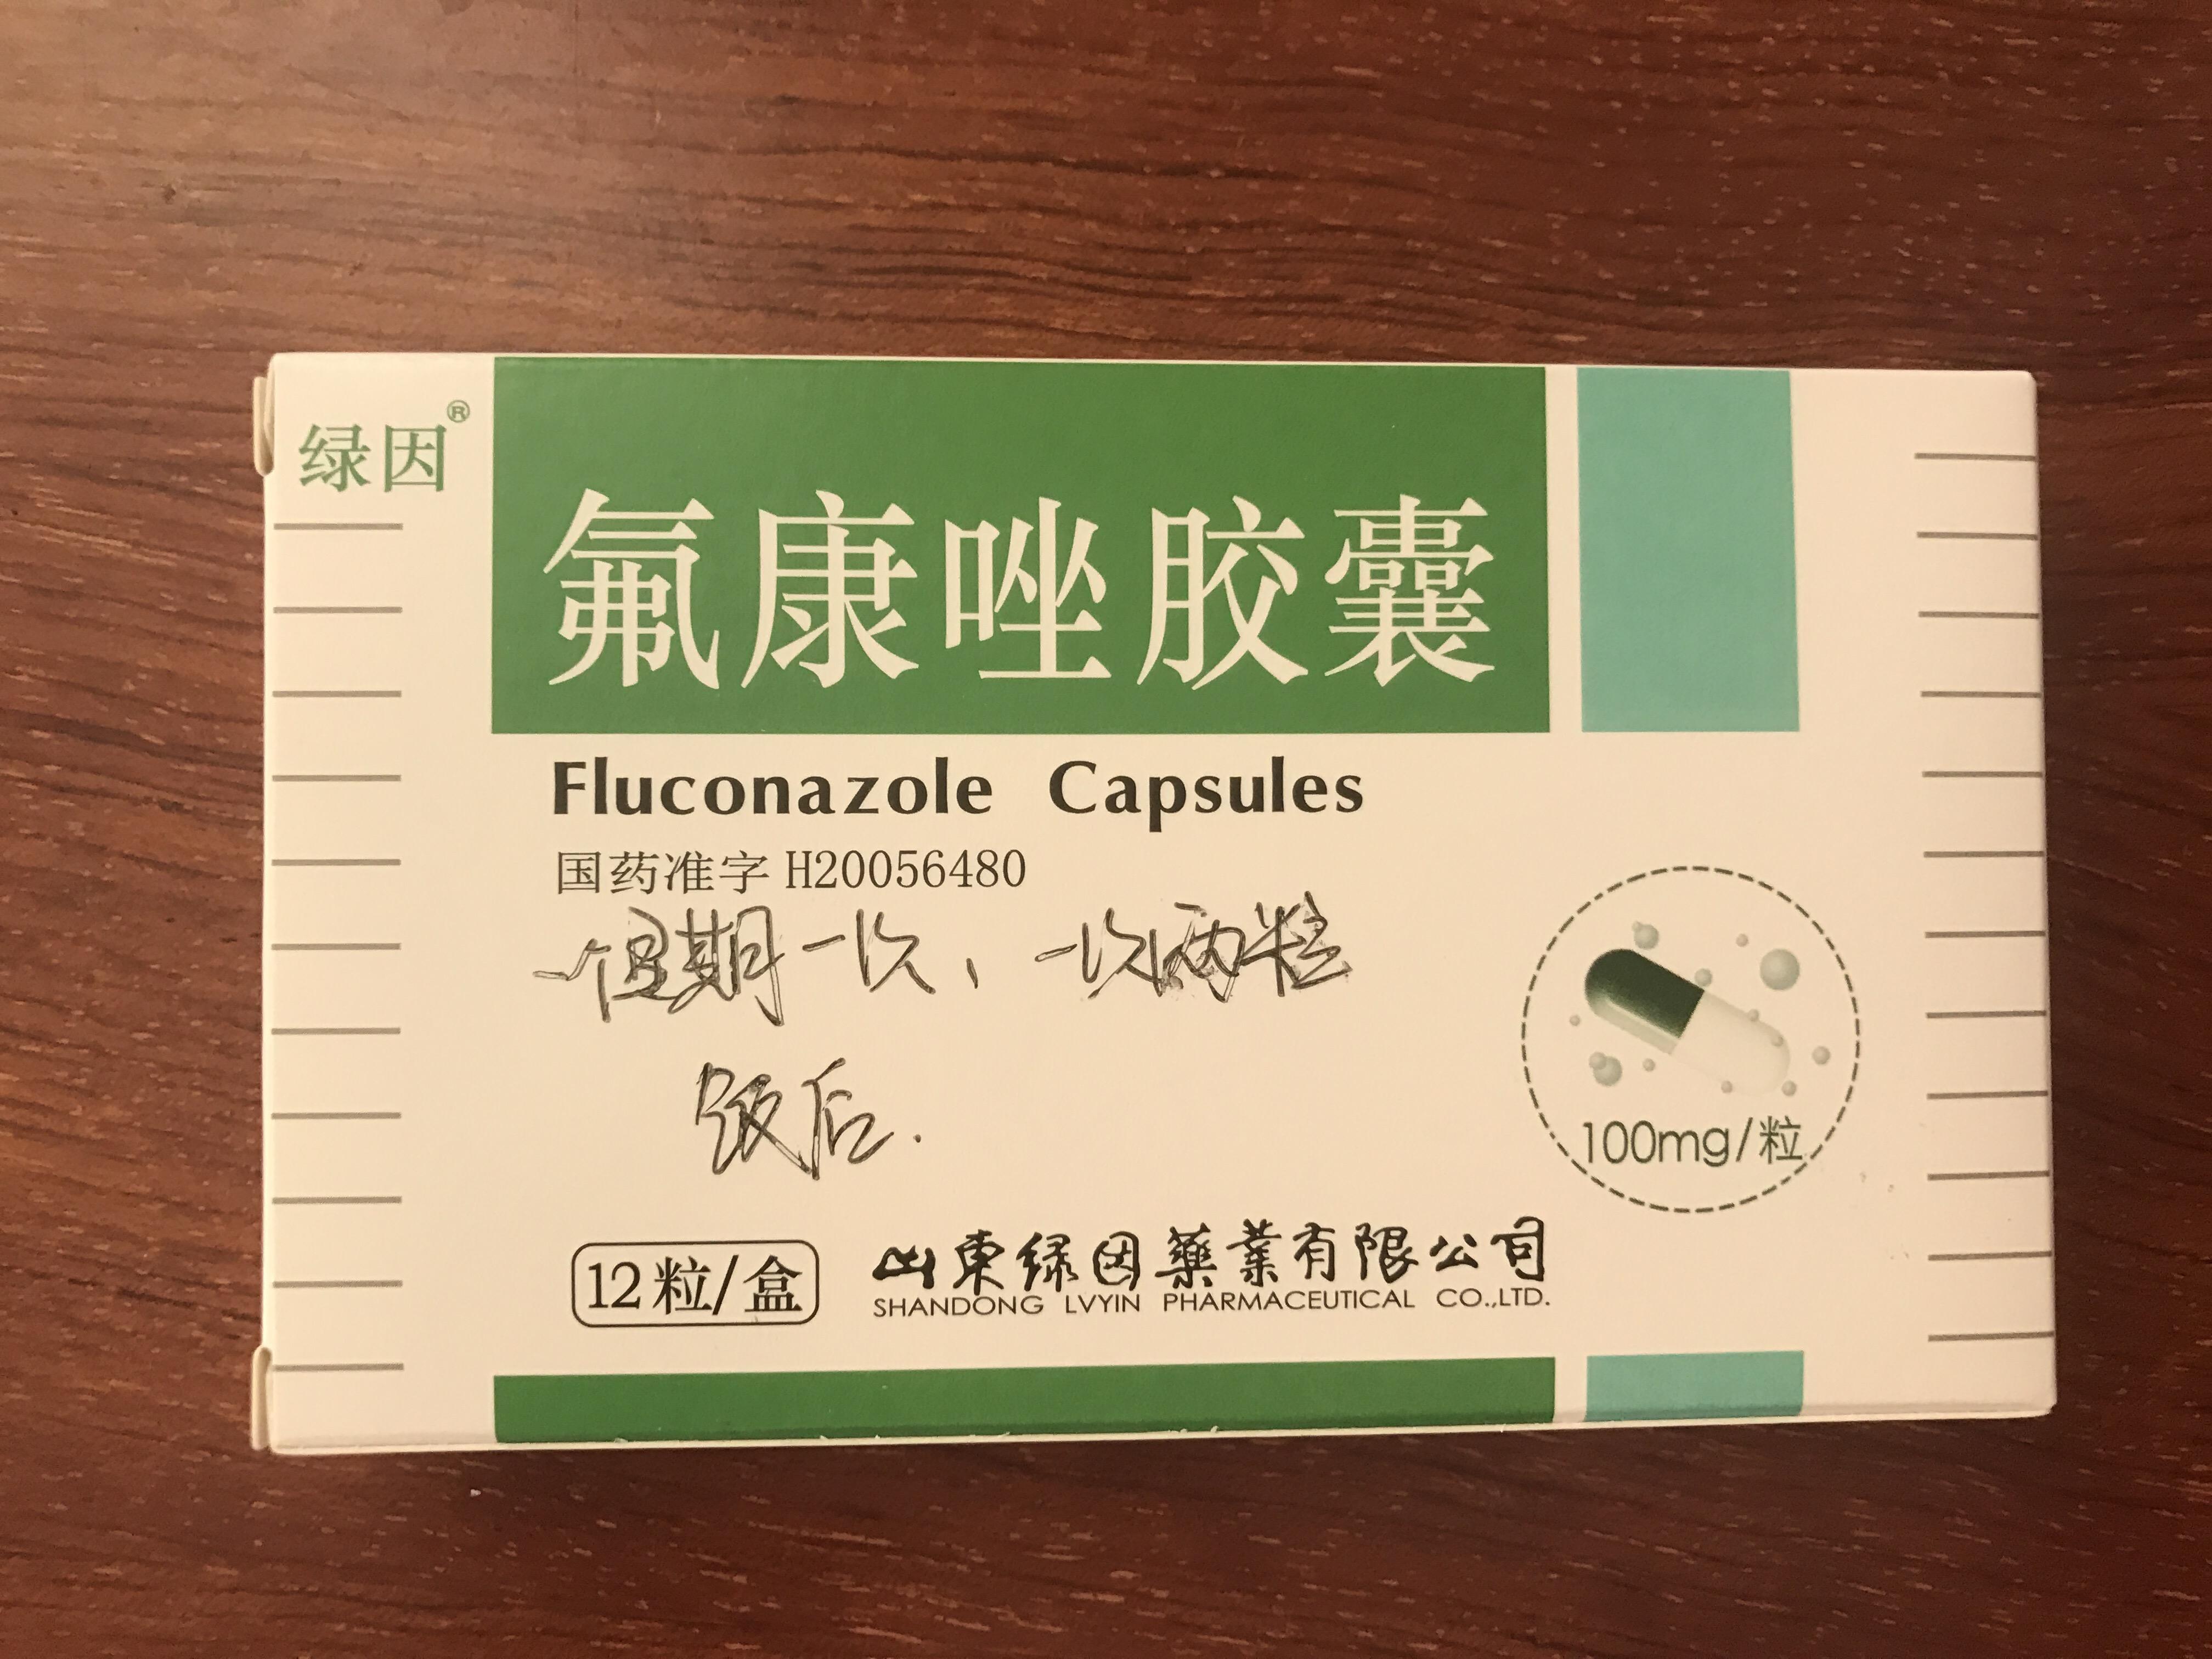 绿因®
氟康唑胶囊
Fluconazole Capsules
国药准字 H20056480
一个星期一次，一次两粒
饭后.
100mg/粒
12粒/盒
山東绿因藥業有限公司
SHANDONG LVYIN PHARMACEUTICAL CO.,LTD.